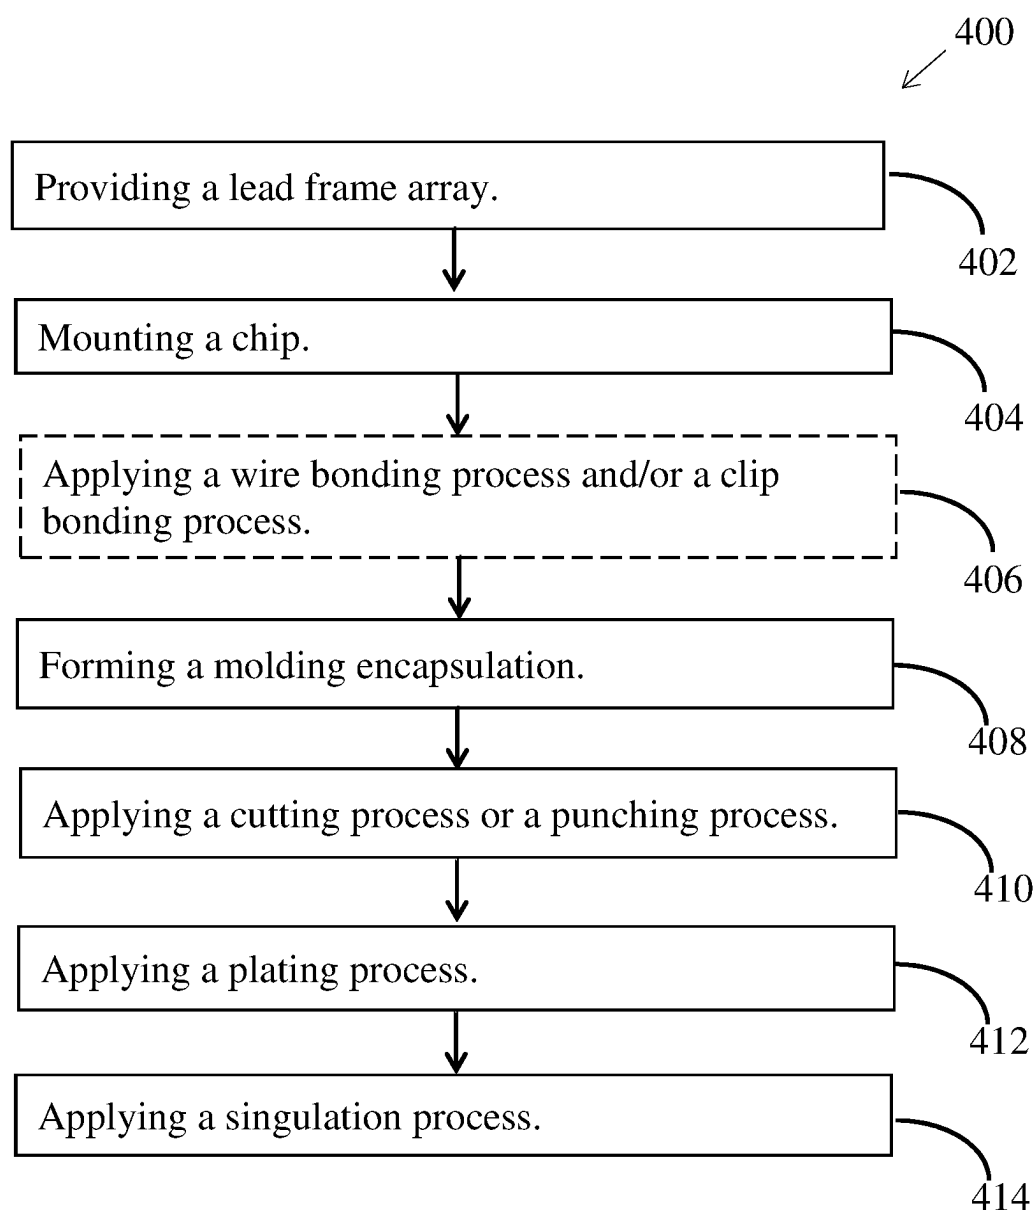 400
Providing a lead frame array.
402
Mounting a chip.
404
Applying a wire bonding process and/or a clip
bonding process.
406
Forming a molding encapsulation.
408
Applying a cutting process or a punching process.
410
Applying a plating process.
412
Applying a singulation process.
414